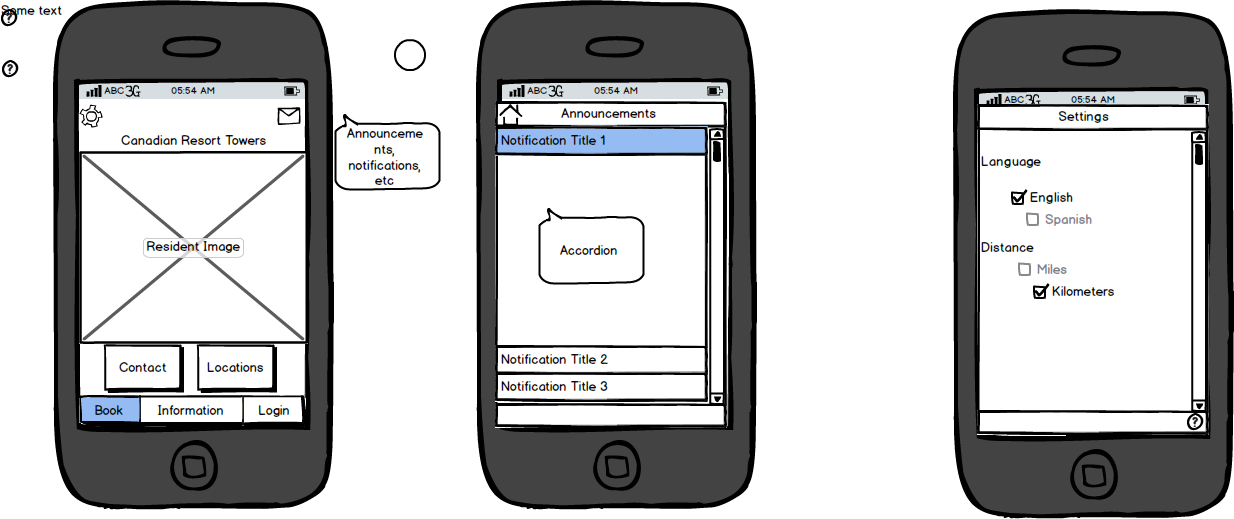 Some text
?
?
ABC 3G 05:54 AM
Canadian Resort Towers
Resident Image
Contact
Locations
Book
Information
Login
Announceme
nts,
notifications,
etc
ABC 3G 05:54 AM
Announcements
Notification Title 1
Accordion
Notification Title 2
Notification Title 3
ABC 3G 05:54 AM
Settings
Language
English
Spanish
Distance
Miles
Kilometers
?